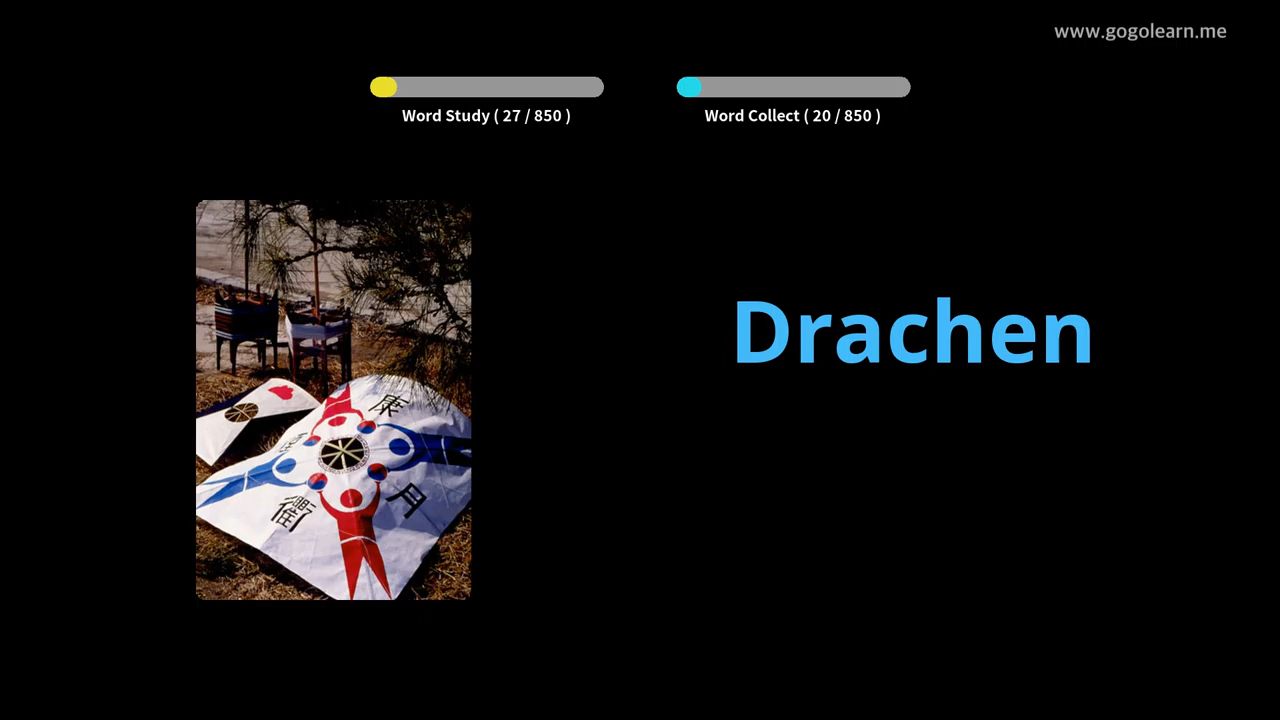 www.gogolearn.me
Word Study ( 27 / 850 )
Word Collect ( 20 / 850 )
Drachen
康
月
衛